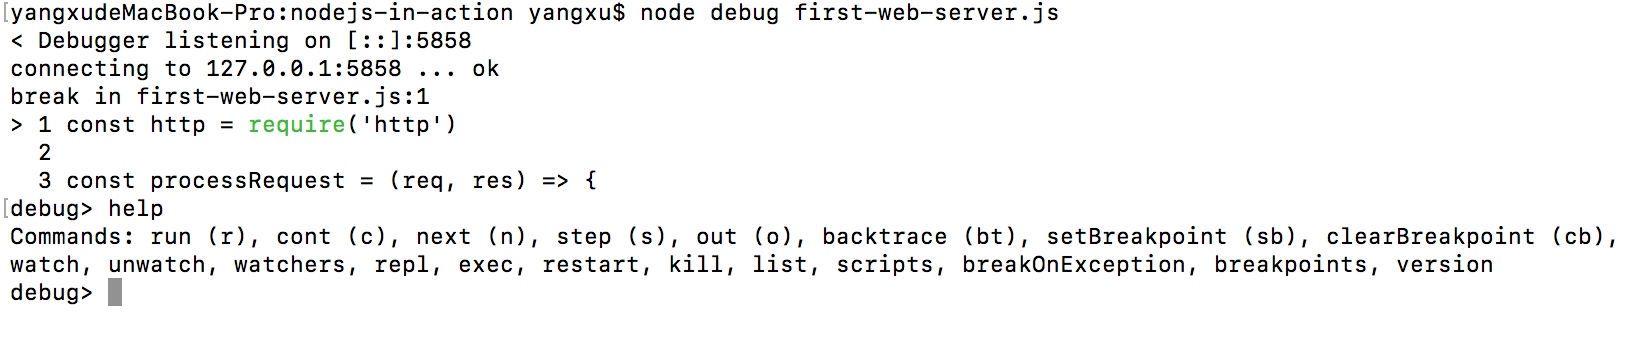 [yangxudeMacBook-Pro:nodejs-in-action yangxu$ node debug first-web-server.js
< Debugger listening on [::]:5858
connecting to 127.0.0.1:5858 ... ok
break in first-web-server.js:1
> 1 const http = require('http')
  2
  3 const processRequest = (req, res) => {
[debug> help
Commands: run (r), cont (c), next (n), step (s), out (o), backtrace (bt), setBreakpoint (sb), clearBreakpoint (cb),
watch, unwatch, watchers, repl, exec, restart, kill, list, scripts, breakOnException, breakpoints, version
debug>